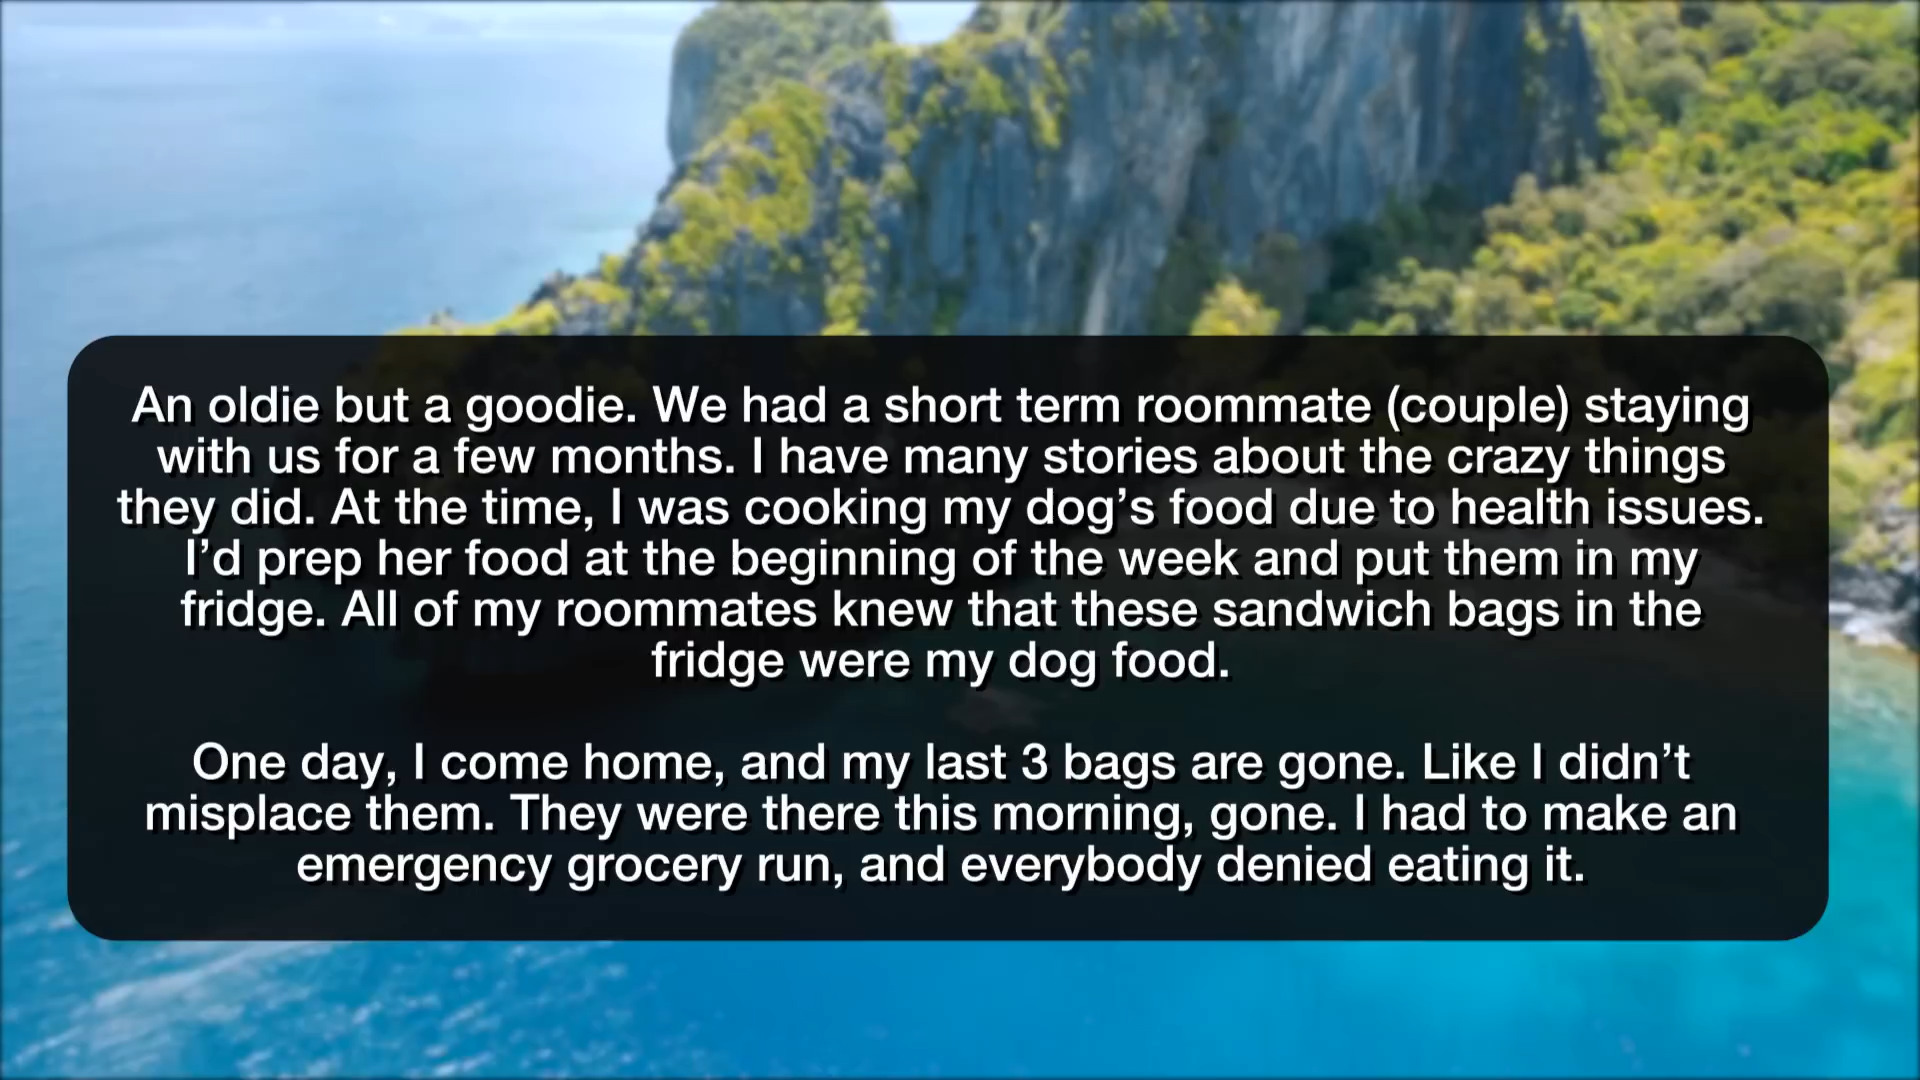 An oldie but a goodie. We had a short term roommate (couple) staying
with us for a few months. I have many stories about the crazy things
they did. At the time, I was cooking my dog’s food due to health issues.
I’d prep her food at the beginning of the week and put them in my
fridge. All of my roommates knew that these sandwich bags in the
fridge were my dog food.
One day, I come home, and my last 3 bags are gone. Like I didn’t
misplace them. They were there this morning, gone. I had to make an
emergency grocery run, and everybody denied eating it.